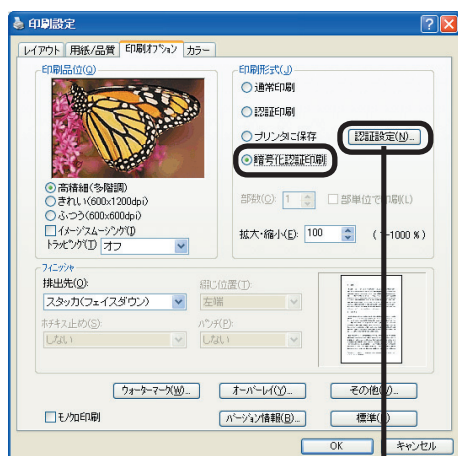 印刷設定
レイアウト 用紙/品質 印刷オプション カラー
印刷品位(Q)
高精細(多階調)
きれい(600x1200dpi)
ふつう(600x600dpi)
イメージスムージング(I)
トラッピング(T) オフ
印刷形式(J)
通常印刷
認証印刷
プリンタに保存 認証設定(N)...
暗号化認証印刷
部数(C): 1 部単位で印刷(L)
拡大・縮小(E): 100 (1-1000 %)
フィニッシャ
排出先(O): 綴じ位置(T):
スタッカ(フェイスダウン) 左端
ホチキス止め(S): パンチ(P):
しない しない
ウォーターマーク(W)... オーバーレイ(Y)... その他
モノクロ印刷 バージョン情報(B)... 標準
OK キャンセル